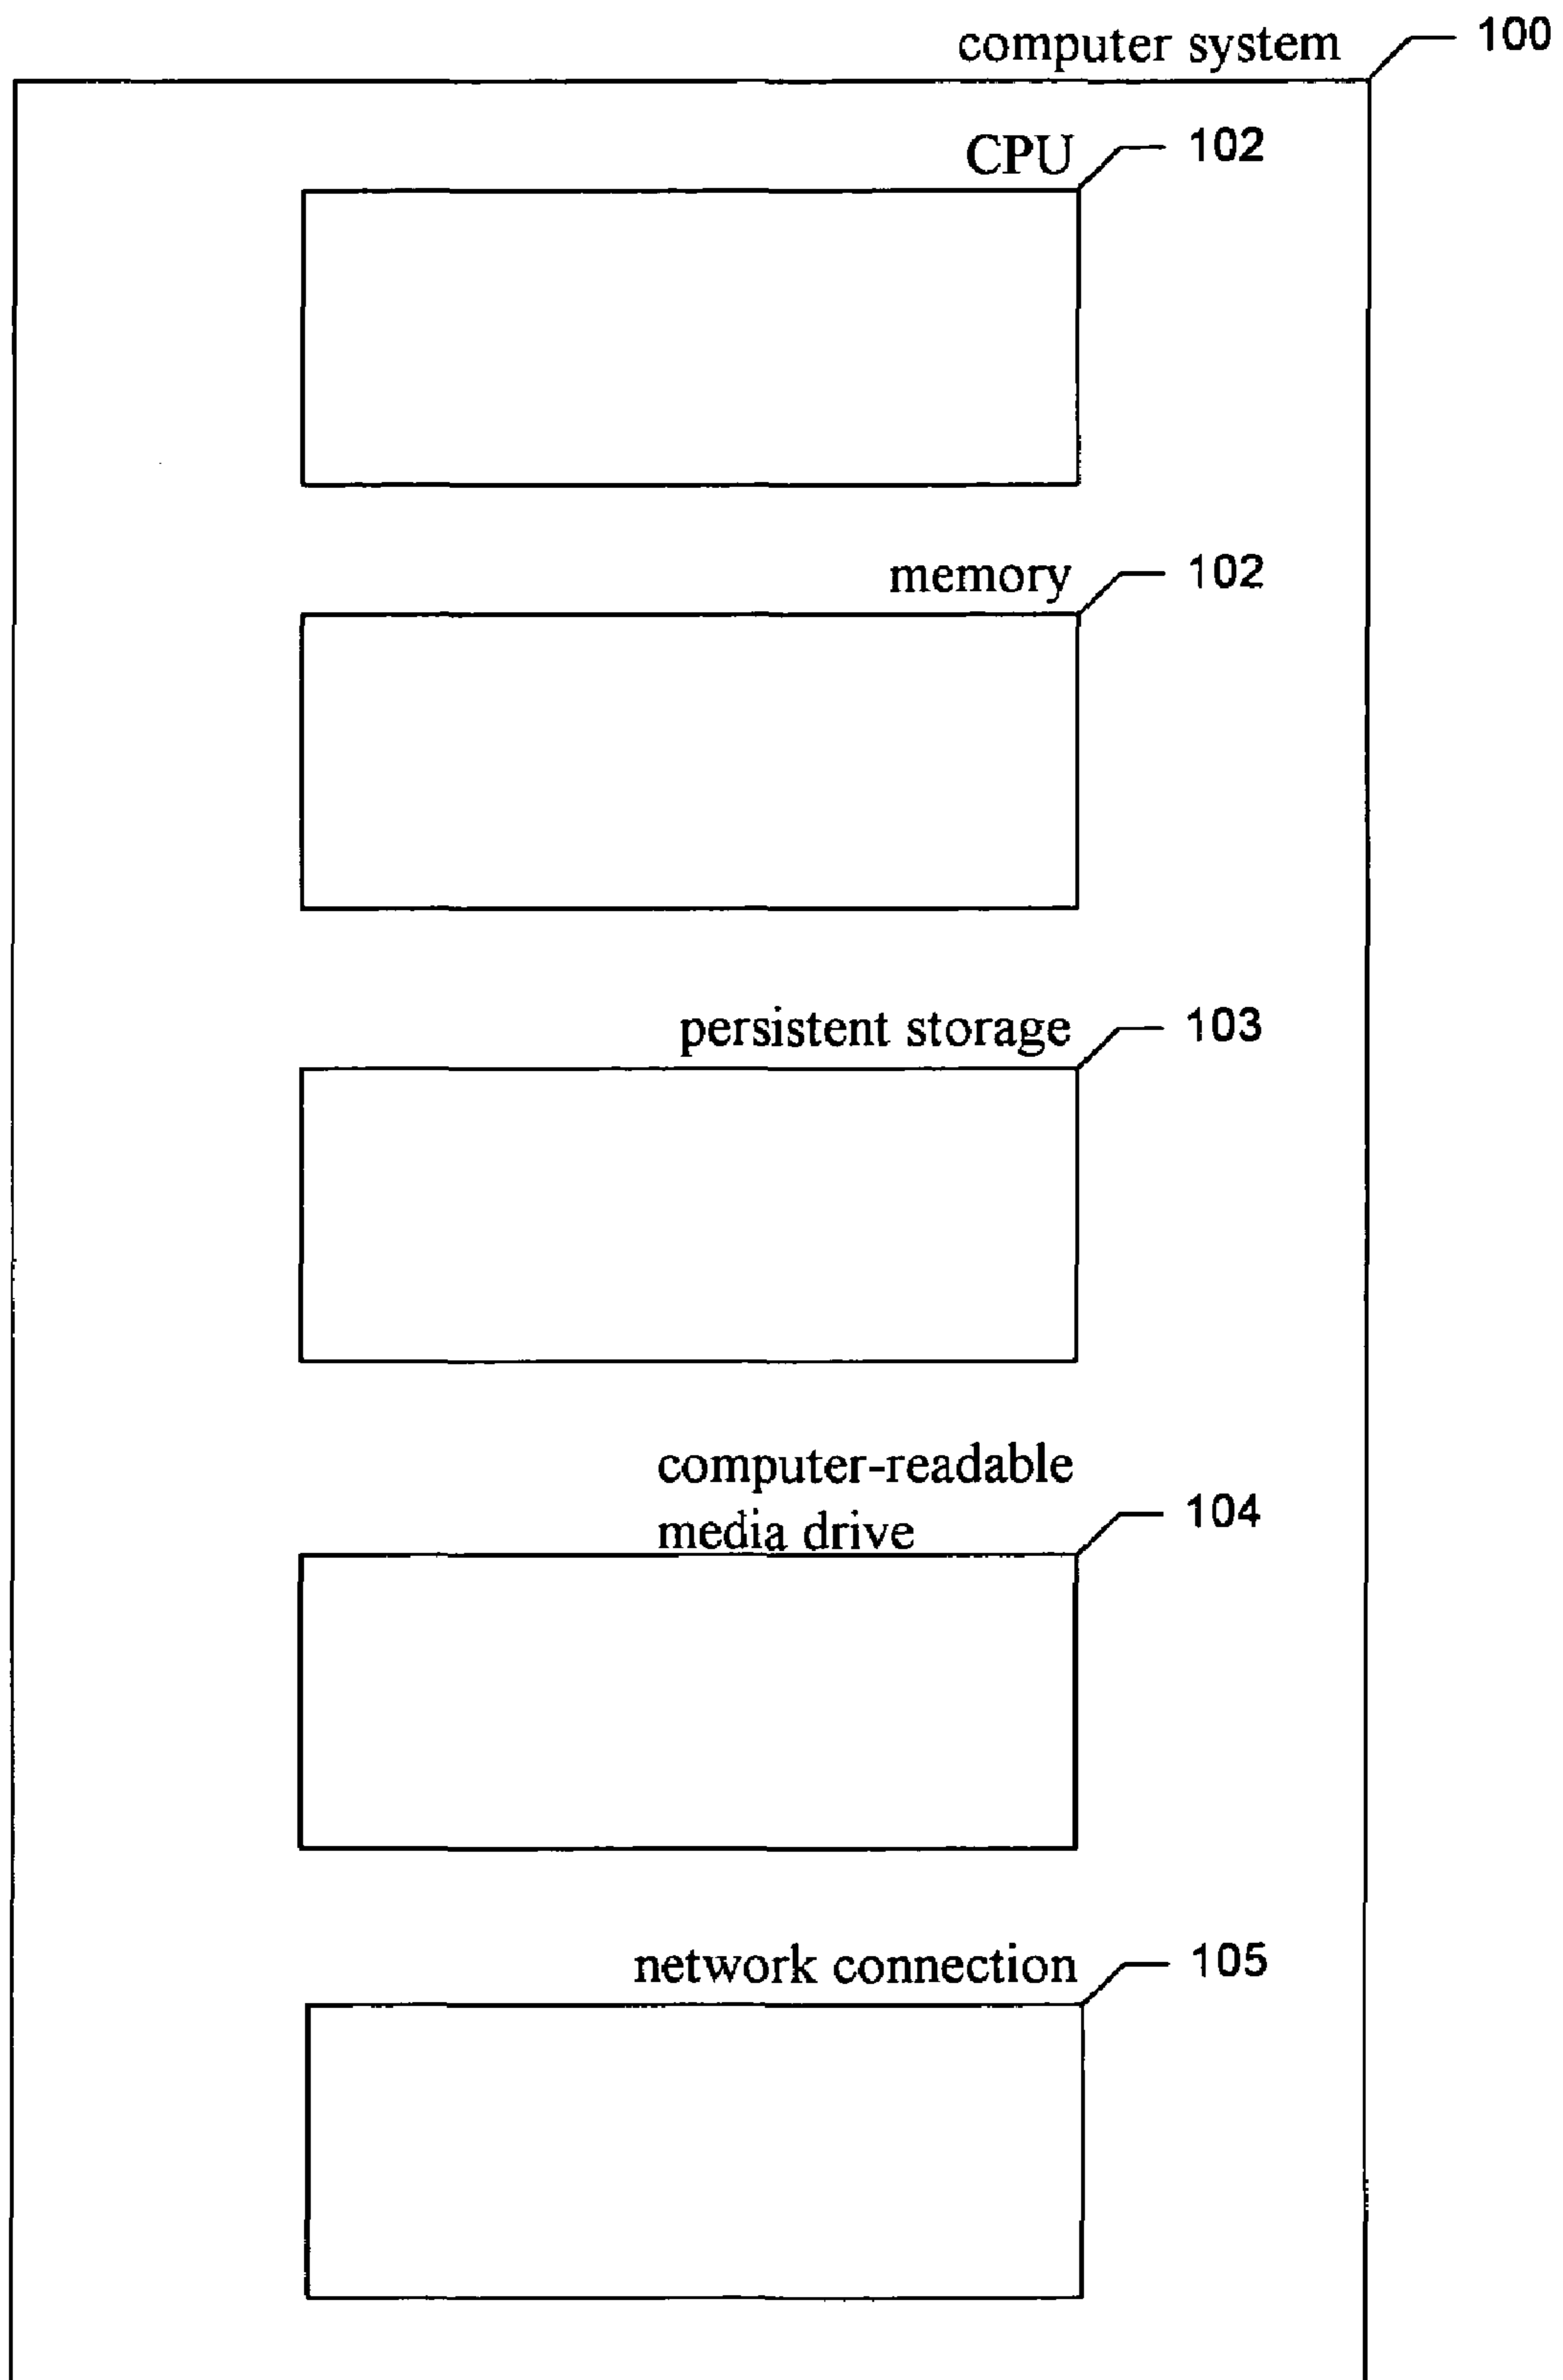 computer system 100
CPU 102
memory 102
persistent storage 103
computer-readable
media drive 104
network connection 105